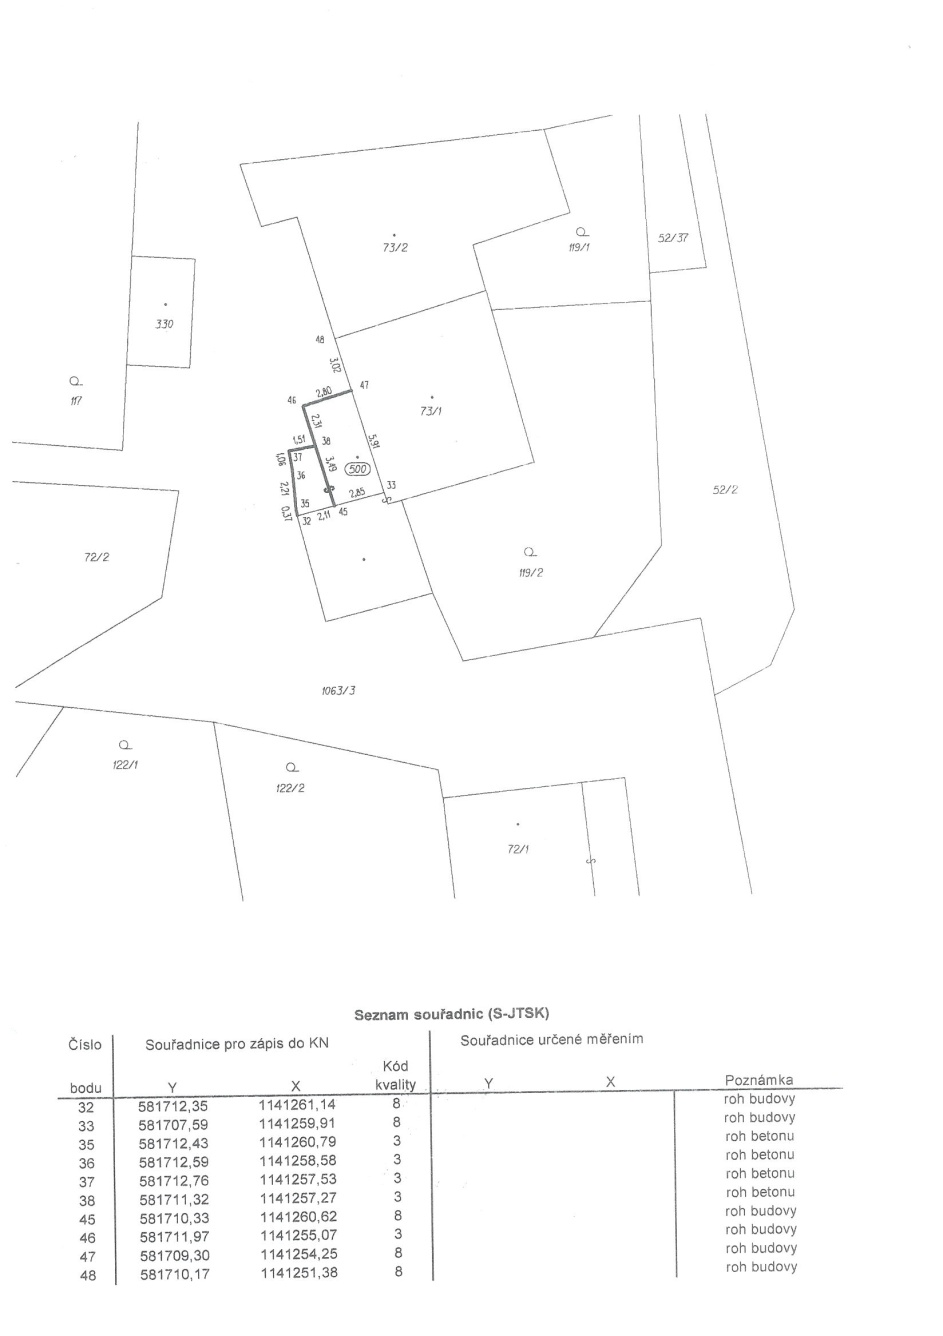 73/2
119/1
52/37
330
48
3,02
117
46
2,80
47
73/1
2,31
1,51
38
5,91
1,06
37
3,49
36
500
2,21
33
52/2
35
2,85
0,37
32
2,11
45
72/2
119/2
1063/3
122/1
122/2
72/1
Seznam souřadnic (S-JTSK)
Číslo bodu Souřadnice pro zápis do KN Souřadnice určené měřením
Y X Kód kvality Y X Poznámka
32 581712,35 1141261,14 8 roh budovy
33 581707,59 1141259,91 8 roh budovy
35 581712,43 1141260,79 3 roh betonu
36 581712,59 1141258,58 3 roh betonu
37 581712,76 1141257,53 3 roh betonu
38 581711,32 1141257,27 3 roh betonu
45 581710,33 1141260,62 8 roh budovy
46 581711,97 1141255,07 3 roh budovy
47 581709,30 1141254,25 8 roh budovy
48 581710,17 1141251,38 8 roh budovy